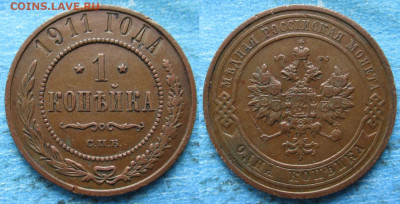 COINS.LAVE.RU
1911 ГОДА
* 1 *
КОПѢЙКА
С.П.Б.
МѢДНАЯ РОССІЙСКАЯ МОНЕТА
ОДНА КОПѢЙКА